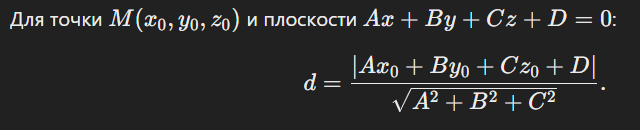 Для точки M(x₀, y₀, z₀) и плоскости Ax + By + Cz + D = 0:
d = |Ax₀ + By₀ + Cz₀ + D| / √(A² + B² + C²).